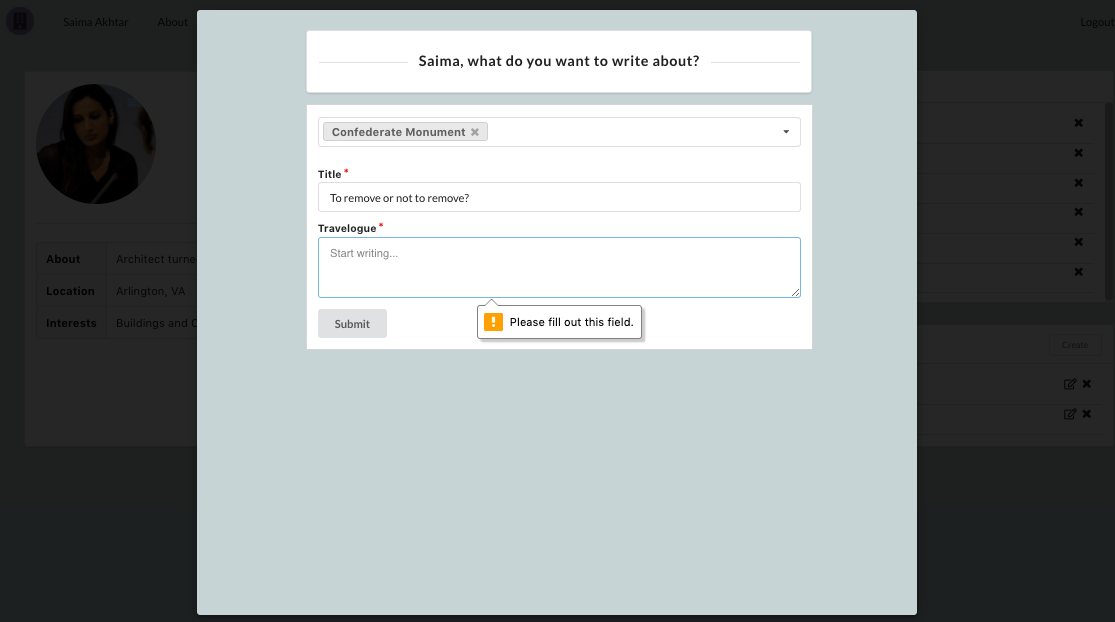 Saima Akhtar About
Logout
Saima, what do you want to write about?
Confederate Monument
Title *
To remove or not to remove?
Travelogue *
Start writing...
Please fill out this field.
Submit
About Architect turne
Location Arlington, VA
Interests Buildings and C
Create